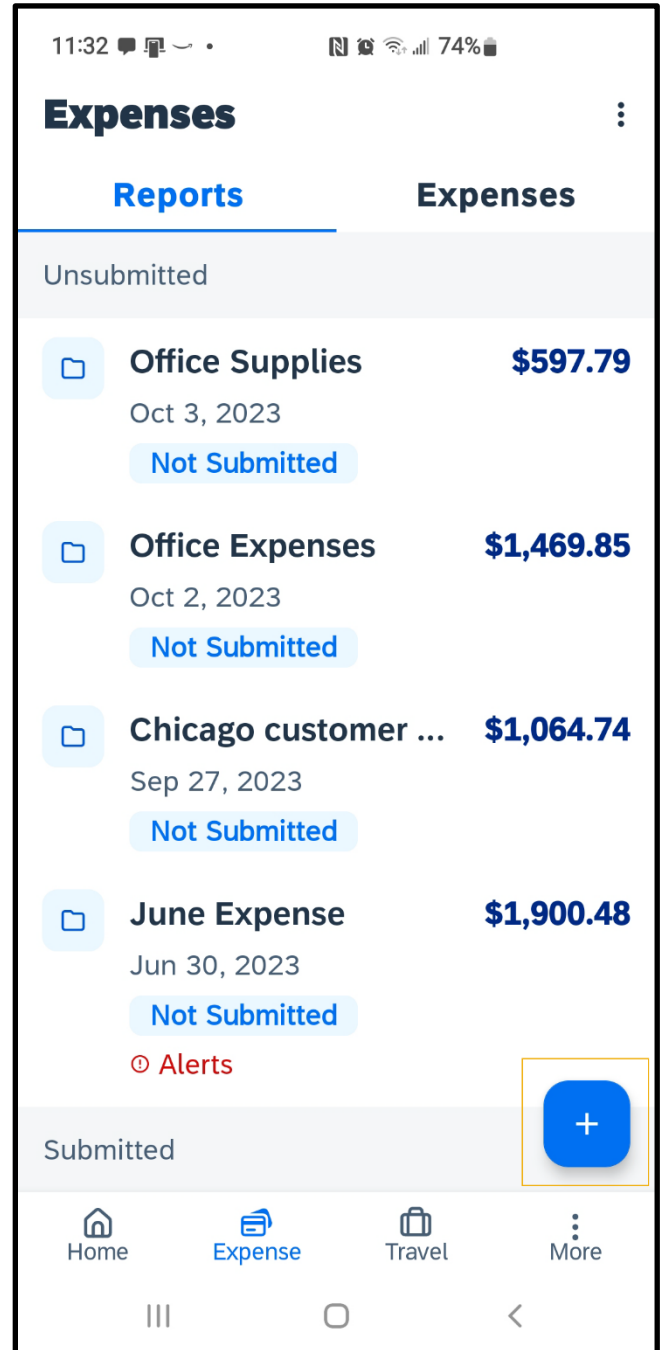 11:32 74%
Expenses
Reports Expenses
Unsubmitted
Office Supplies $597.79
Oct 3, 2023
Not Submitted
Office Expenses $1,469.85
Oct 2, 2023
Not Submitted
Chicago customer ... $1,064.74
Sep 27, 2023
Not Submitted
June Expense $1,900.48
Jun 30, 2023
Not Submitted
Alerts
+
Submitted
Home Expense Travel More